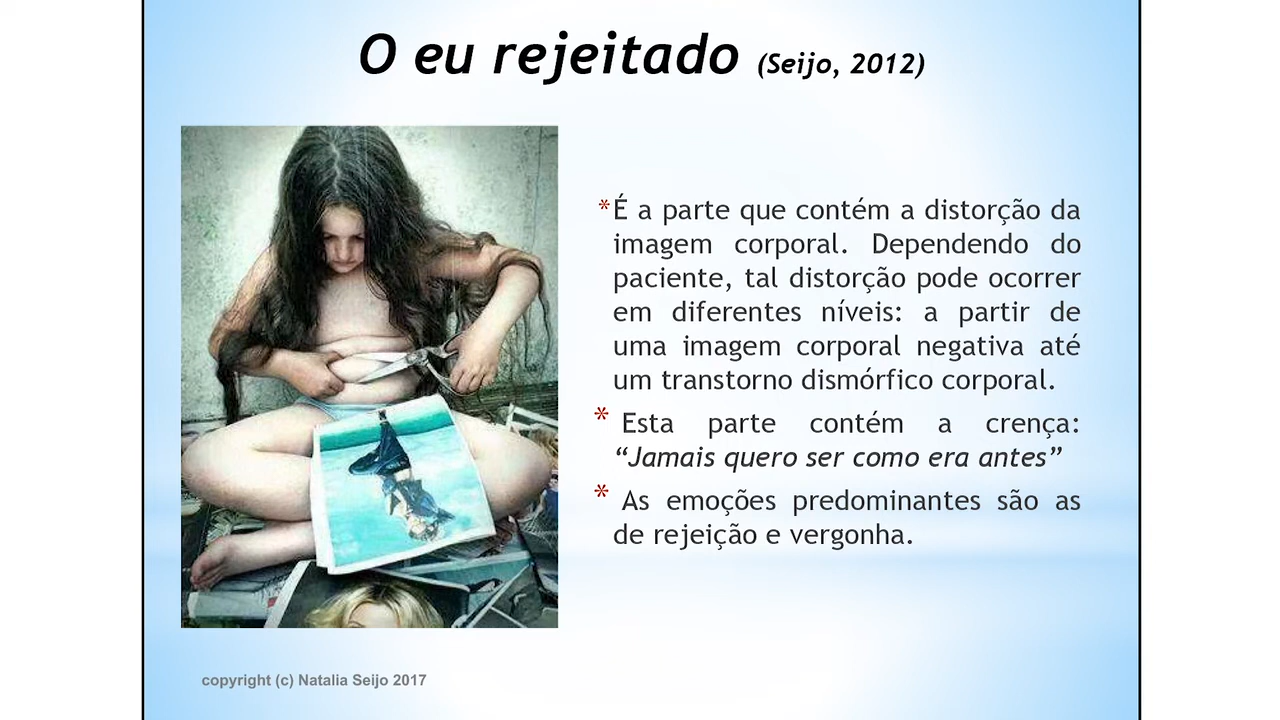 O eu rejeitado (Seijo, 2012)
*É a parte que contém a distorção da
imagem corporal. Dependendo do
paciente, tal distorção pode ocorrer
em diferentes níveis: a partir de
uma imagem corporal negativa até
um transtorno dismórfico corporal.
* Esta parte contém a crença:
“Jamais quero ser como era antes”
* As emoções predominantes são as
de rejeição e vergonha.
copyright (c) Natalia Seijo 2017